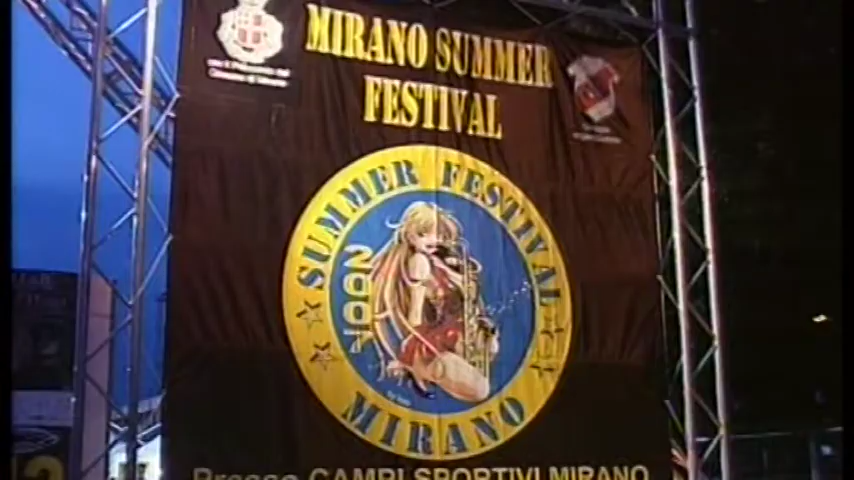 MIRANO SUMMER
FESTIVAL
SUMMER FESTIVAL
2007
MIRANO
Presso CAMPI SPORTIVI MIRANO